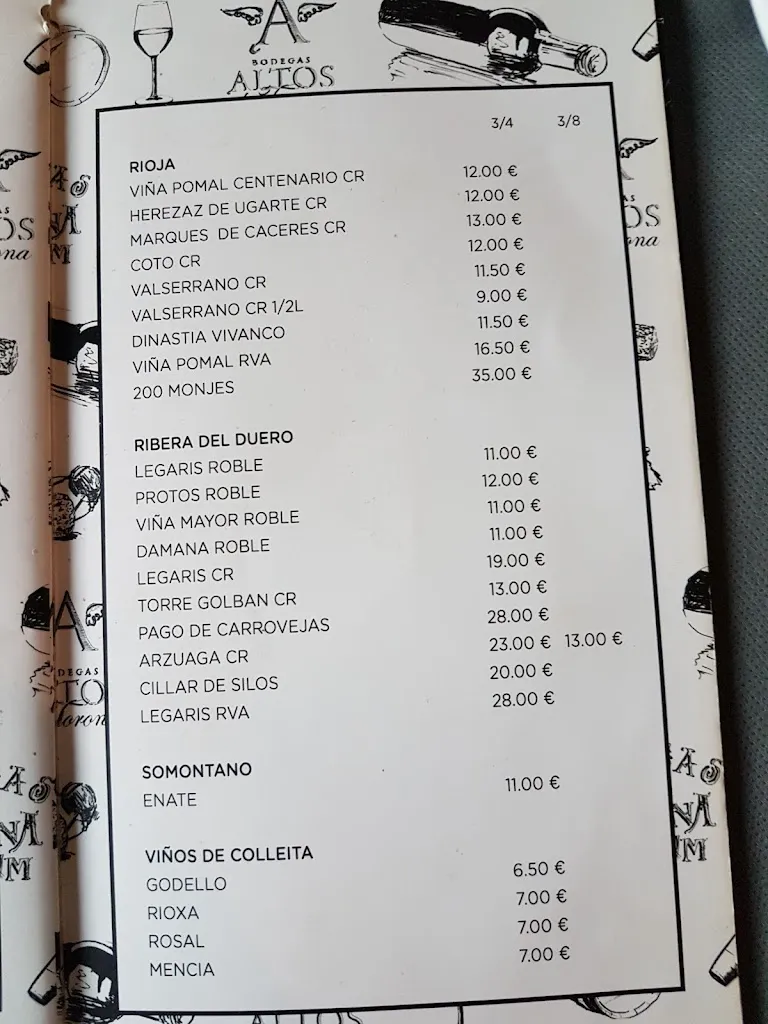 BODEGAS
ALTOS
3/4 3/8
RIOJA
VIÑA POMAL CENTENARIO CR 12.00 €
HEREZAZ DE UGARTE CR 12.00 €
MARQUES DE CACERES CR 13.00 €
COTO CR 12.00 €
VALSERRANO CR 11.50 €
VALSERRANO CR 1/2L 9.00 €
DINASTIA VIVANCO 11.50 €
VIÑA POMAL RVA 16.50 €
200 MONJES 35.00 €
RIBERA DEL DUERO
LEGARIS ROBLE 11.00 €
PROTOS ROBLE 12.00 €
VIÑA MAYOR ROBLE 11.00 €
DAMANA ROBLE 11.00 €
LEGARIS CR 19.00 €
TORRE GOLBAN CR 13.00 €
PAGO DE CARROVEJAS 28.00 €
ARZUAGA CR 23.00 € 13.00 €
CILLAR DE SILOS 20.00 €
LEGARIS RVA 28.00 €
SOMONTANO
ENATE 11.00 €
VIÑOS DE COLLEITA
GODELLO 6.50 €
RIOXA 7.00 €
ROSAL 7.00 €
MENCIA 7.00 €